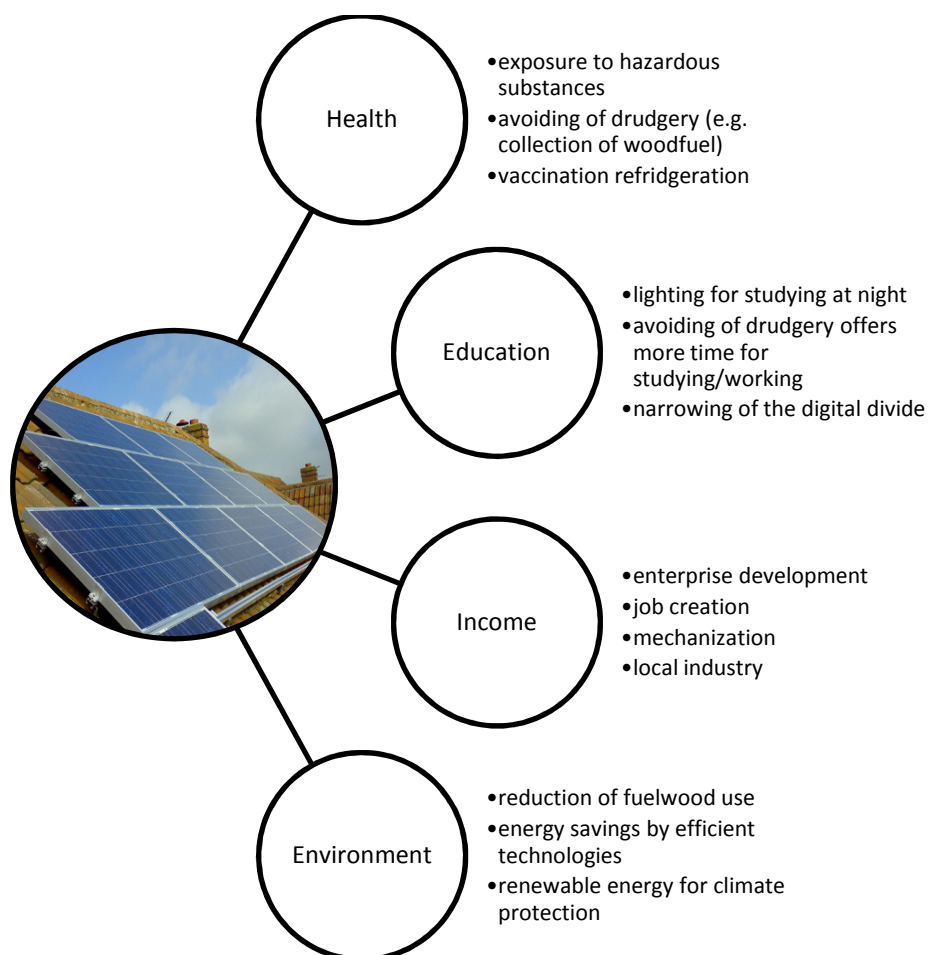 Health
•exposure to hazardous
substances
•avoiding of drudgery (e.g.
collection of woodfuel)
•vaccination refridgeration
Education
•lighting for studying at night
•avoiding of drudgery offers
more time for
studying/working
•narrowing of the digital divide
Income
•enterprise development
•job creation
•mechanization
•local industry
Environment
•reduction of fuelwood use
•energy savings by efficient
technologies
•renewable energy for climate
protection